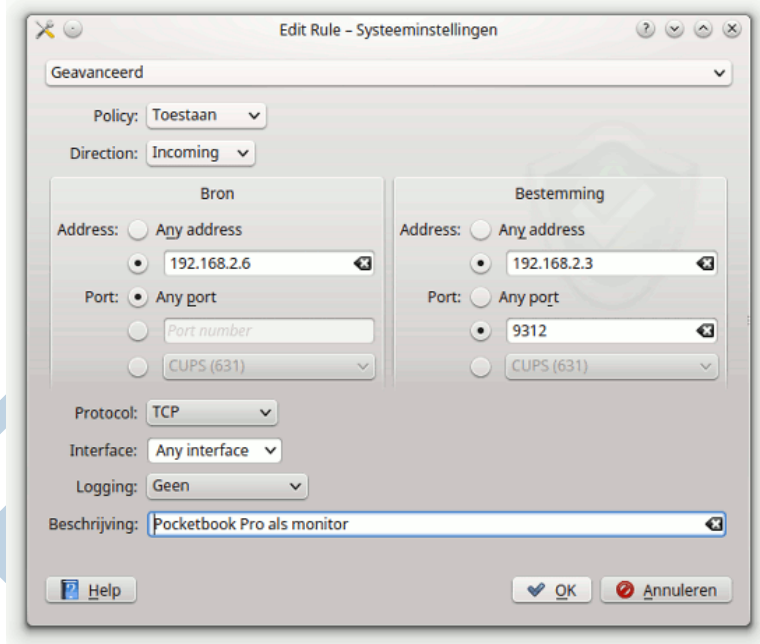 Edit Rule – Systeeminstellingen
Geavanceerd
Policy: Toestaan
Direction: Incoming
Bron
Address: Any address
192.168.2.6
Port: Any port
Port number
CUPS (631)
Bestemming
Address: Any address
192.168.2.3
Port: Any port
9312
CUPS (631)
Protocol: TCP
Interface: Any interface
Logging: Geen
Beschrijving: Pocketbook Pro als monitor
Help OK Annuleren